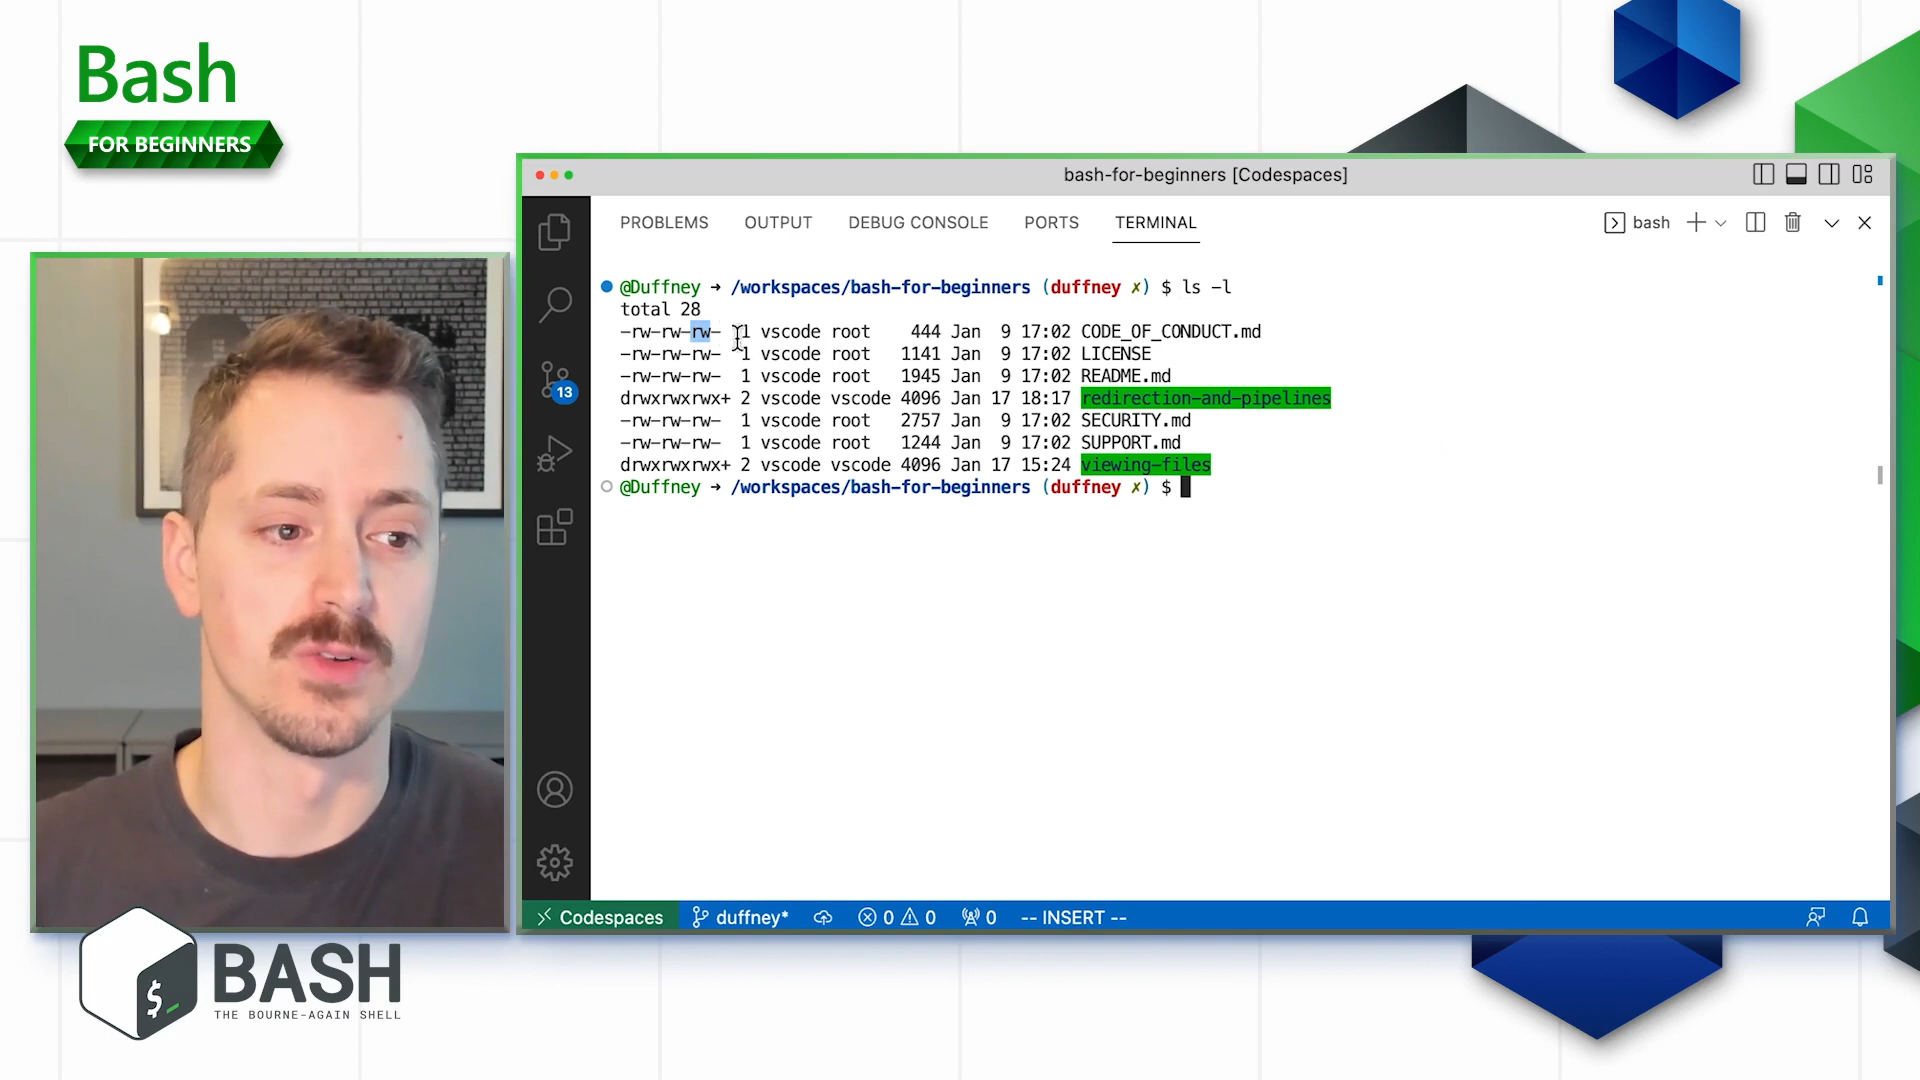 Bash
FOR BEGINNERS
bash-for-beginners [Codespaces]
PROBLEMS OUTPUT DEBUG CONSOLE PORTS TERMINAL bash
@Duffney → /workspaces/bash-for-beginners (duffney ✗) $ ls -l
total 28
-rw-rw-rw- 1 vscode root 444 Jan 9 17:02 CODE_OF_CONDUCT.md
-rw-rw-rw- 1 vscode root 1141 Jan 9 17:02 LICENSE
-rw-rw-rw- 1 vscode root 1945 Jan 9 17:02 README.md
drwxrwxrwx+ 2 vscode vscode 4096 Jan 17 18:17 redirection-and-pipelines
-rw-rw-rw- 1 vscode root 2757 Jan 9 17:02 SECURITY.md
-rw-rw-rw- 1 vscode root 1244 Jan 9 17:02 SUPPORT.md
drwxrwxrwx+ 2 vscode vscode 4096 Jan 17 15:24 viewing-files
@Duffney → /workspaces/bash-for-beginners (duffney ✗) $
13
Codespaces duffney* 0 0 0 -- INSERT --
$_
BASH
THE BOURNE-AGAIN SHELL